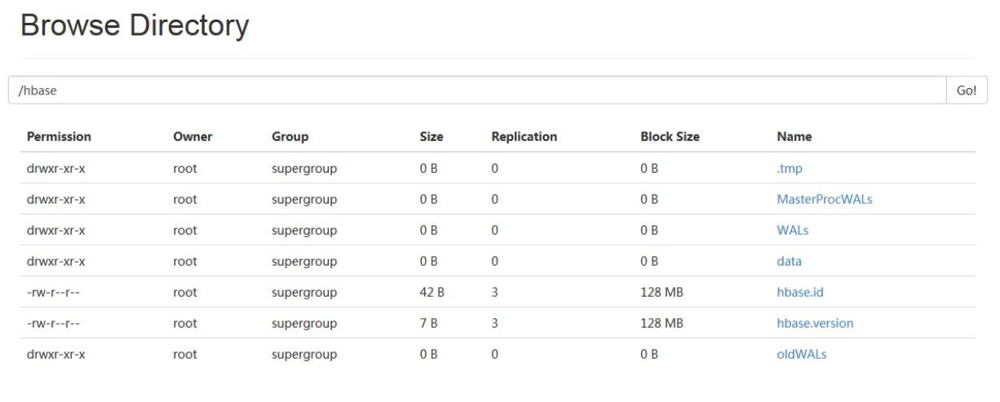 Browse Directory
/hbase Go!
Permission Owner Group Size Replication Block Size Name
drwxr-xr-x root supergroup 0 B 0 0 B .tmp
drwxr-xr-x root supergroup 0 B 0 0 B MasterProcWALs
drwxr-xr-x root supergroup 0 B 0 0 B WALs
drwxr-xr-x root supergroup 0 B 0 0 B data
-rw-r--r-- root supergroup 42 B 3 128 MB hbase.id
-rw-r--r-- root supergroup 7 B 3 128 MB hbase.version
drwxr-xr-x root supergroup 0 B 0 0 B oldWALs